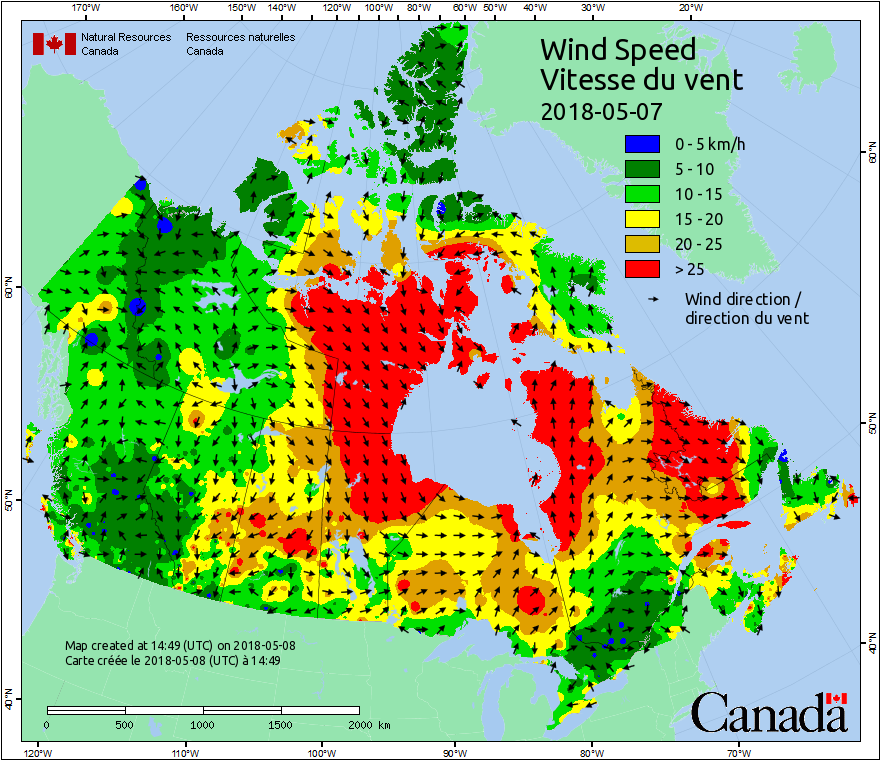 170°W 160°W 150°W 140°W 120°W 110°W 100°W 80°W 60°W 50°W 40°W 30°W 20°W
Natural Resources Ressources naturelles
Canada Canada
Wind Speed
Vitesse du vent
2018-05-07
0 - 5 km/h
5 - 10
10 - 15
15 - 20
20 - 25
> 25
Wind direction /
direction du vent
60°N 60°N
50°N 50°N
40°N 40°N
Map created at 14:49 (UTC) on 2018-05-08
Carte créée le 2018-05-08 (UTC) à 14:49
0 500 1000 1500 2000 km
Canada
120°W 110°W 100°W 90°W 80°W 70°W